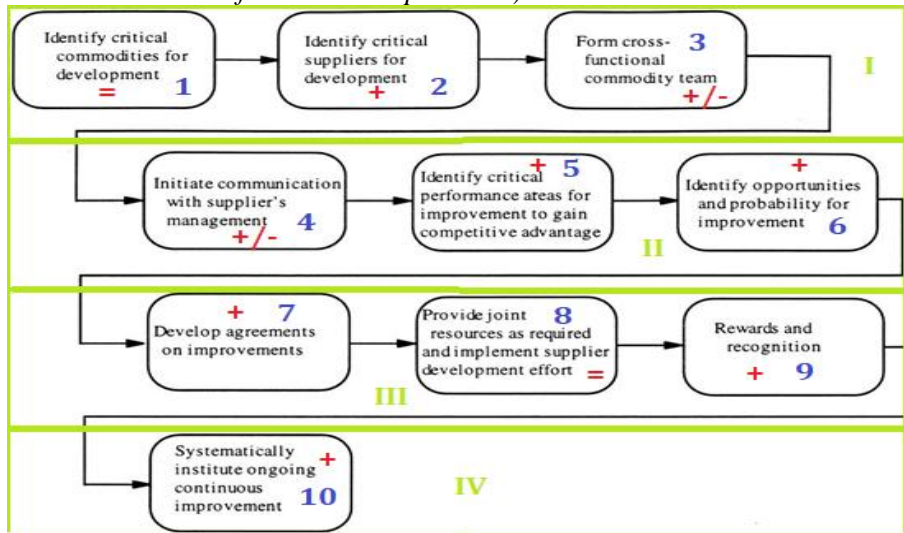 Identify critical
commodities for
development
= 1
Identify critical
suppliers for
development
+ 2
Form cross- 3
functional
commodity team
+/-
I
Initiate communication
with supplier's
management 4
+/-
+ 5
Identify critical
performance areas for
improvement to gain
competitive advantage
+
Identify opportunities
and probability for
improvement 6
II
+ 7
Develop agreements
on improvements
Provide joint 8
resources as required
and implement supplier
development effort =
Rewards and
recognition
+ 9
III
Systematically
institute ongoing +
continuous
improvement 10
IV